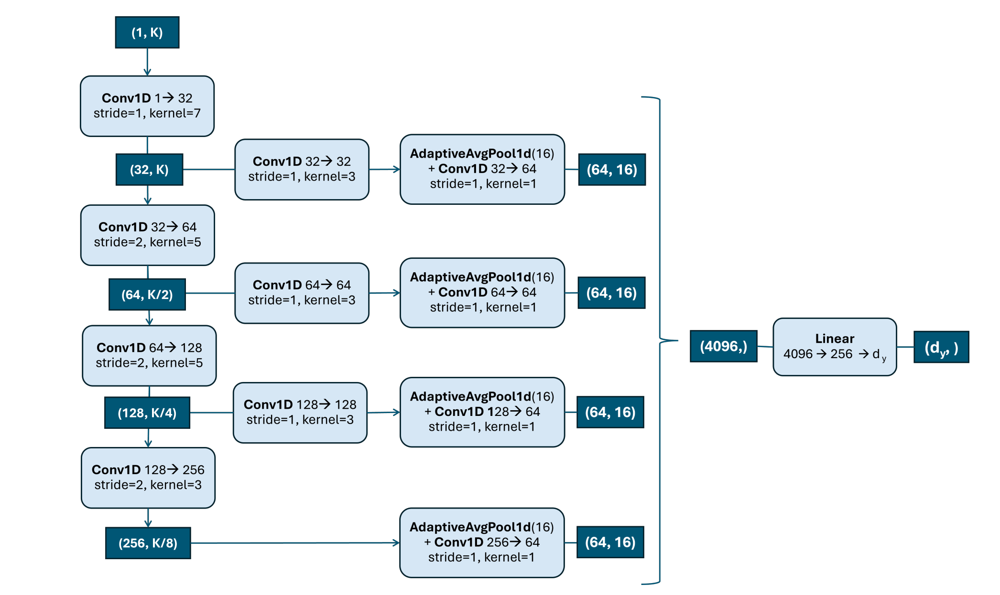 (1, K)
Conv1D 1→ 32
stride=1, kernel=7
(32, K)
Conv1D 32→ 32
stride=1, kernel=3
AdaptiveAvgPool1d(16)
+ Conv1D 32→ 64
stride=1, kernel=1
(64, 16)
Conv1D 32→ 64
stride=2, kernel=5
(64, K/2)
Conv1D 64→ 64
stride=1, kernel=3
AdaptiveAvgPool1d(16)
+ Conv1D 64→ 64
stride=1, kernel=1
(64, 16)
Conv1D 64→ 128
stride=2, kernel=5
(128, K/4)
Conv1D 128→ 128
stride=1, kernel=3
AdaptiveAvgPool1d(16)
+ Conv1D 128→ 64
stride=1, kernel=1
(64, 16)
Conv1D 128→ 256
stride=2, kernel=3
(256, K/8)
AdaptiveAvgPool1d(16)
+ Conv1D 256→ 64
stride=1, kernel=1
(64, 16)
(4096,)
Linear
4096 → 256 → d y
(dy, )